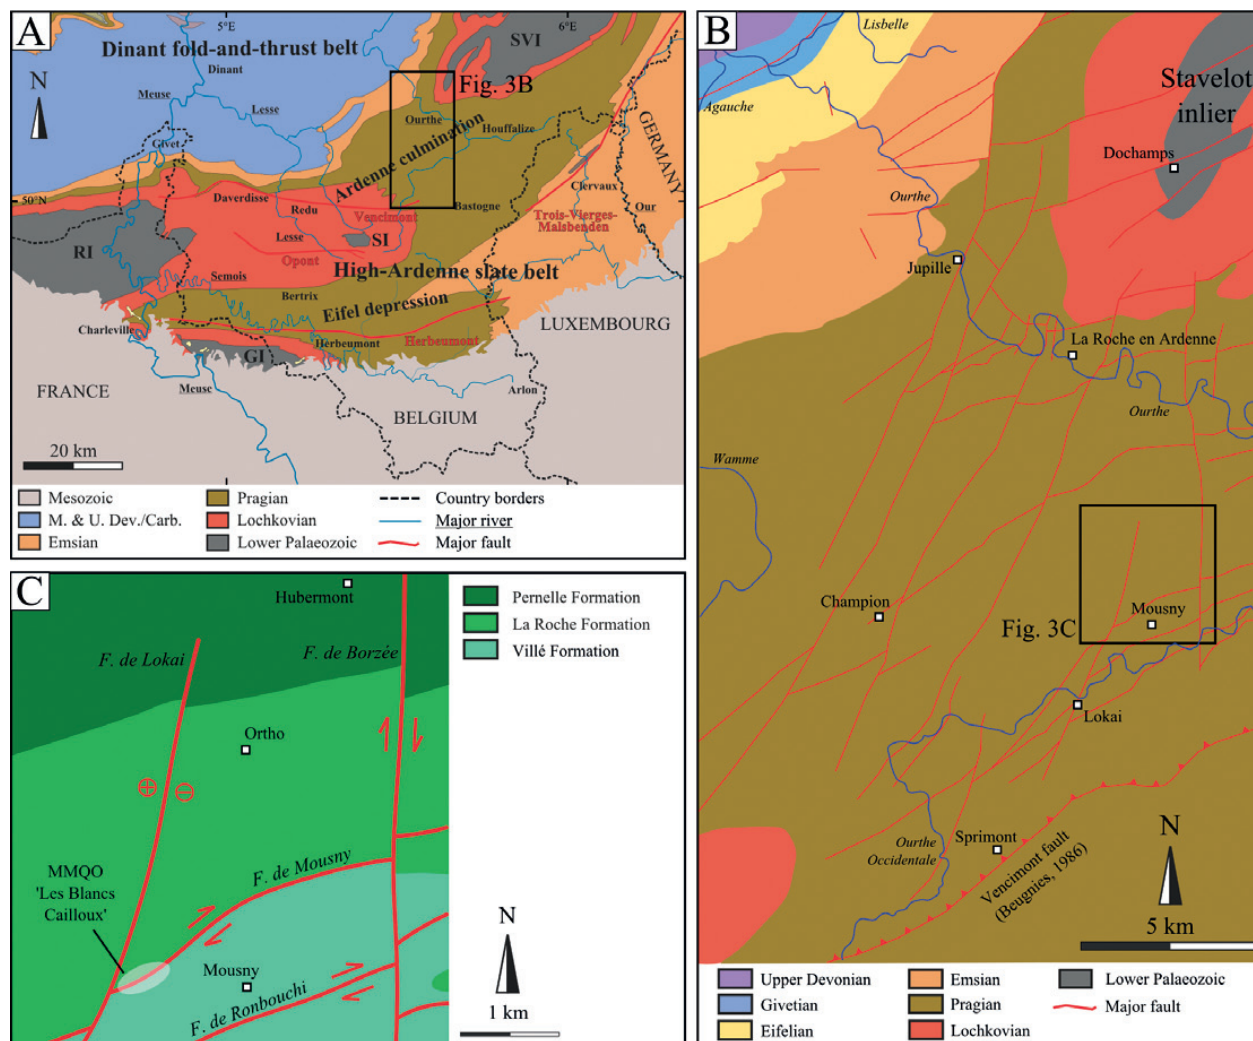 A
5°E
6°E
Dinant fold-and-thrust belt
SVI
Dinant
N
Fig. 3B
Meuse
Lesse
Ourthe
Houffalize
Givet
Ardenne culmination
GERMANY
50°N
Daverdisse
Redu
Vencimont
Bastogne
Clervaux
Our
Trois-Vierges-
Malsbenden
Lesse
SI
RI
Opont
Semois
High-Ardenne slate belt
Bertrix
Eifel depression
LUXEMBOURG
Charleville
Herbeumont
Herbeumont
GI
FRANCE
Meuse
Arlon
BELGIUM
20 km
Mesozoic
Pragian
Country borders
M. & U. Dev./Carb.
Lochkovian
Major river
Emsian
Lower Palaeozoic
Major fault
B
Lisbelle
Agauche
Stavelot
inlier
Dochamps
Ourthe
Jupille
La Roche en Ardenne
Ourthe
Wamme
Champion
Mousny
Fig. 3C
Lokai
Sprimont
Ourthe
Occidentale
Vencimont fault
(Beugnies, 1986)
N
5 km
Upper Devonian
Emsian
Lower Palaeozoic
Givetian
Pragian
Major fault
Eifelian
Lochkovian
C
Hubermont
Pernelle Formation
La Roche Formation
Villé Formation
F. de Lokai
F. de Borzée
Ortho
MMQO
'Les Blancs
Cailloux'
F. de Mousny
Mousny
F. de Ronbouchi
N
1 km